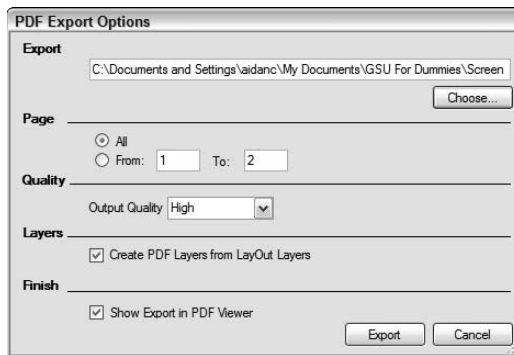 PDF Export Options
Export
C:\Documents and Settings\aidanc\My Documents\GSU For Dummies\Screen
Choose...
Page
All
From: 1 To: 2
Quality
Output Quality High
Layers
Create PDF Layers from LayOut Layers
Finish
Show Export in PDF Viewer
Export Cancel